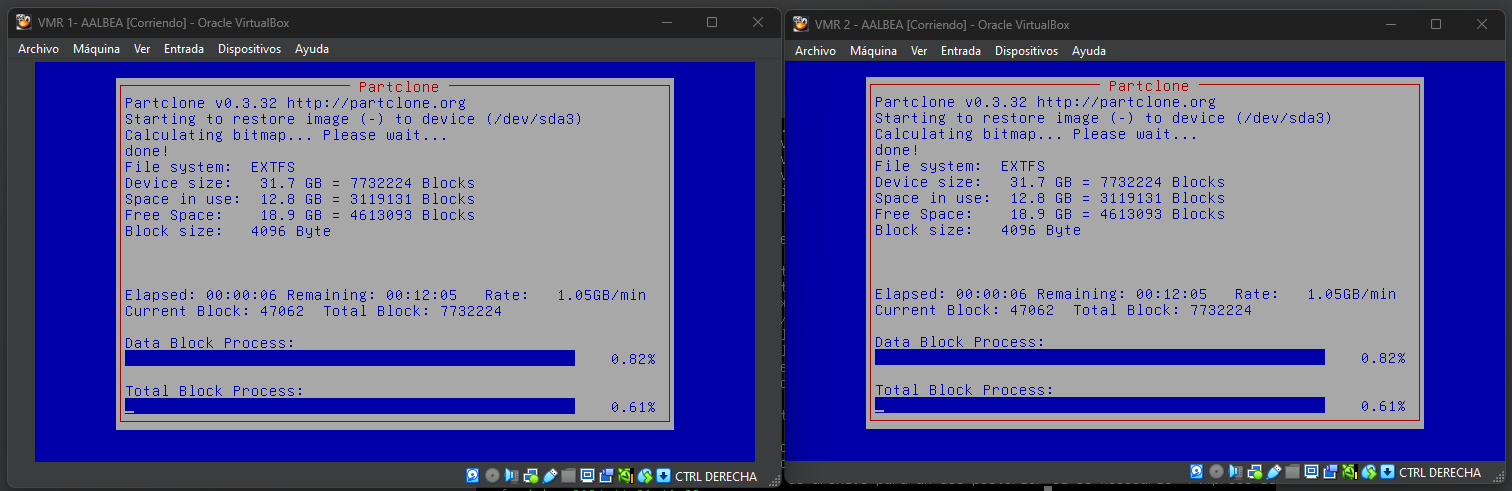 VMR 1- AALBEA [Corriendo] - Oracle VirtualBox
Archivo Máquina Ver Entrada Dispositivos Ayuda
Partclone
Partclone v0.3.32 http://partclone.org
Starting to restore image (-) to device (/dev/sda3)
Calculating bitmap... Please wait...
done!
File system:  EXTFS
Device size:   31.7 GB = 7732224 Blocks
Space in use:  12.8 GB = 3119131 Blocks
Free Space:    18.9 GB = 4613093 Blocks
Block size:   4096 Byte
Elapsed: 00:00:06 Remaining: 00:12:05   Rate:   1.05GB/min
Current Block: 47062  Total Block: 7732224
Data Block Process:
0.82%
Total Block Process:
0.61%
CTRL DERECHA
VMR 2 - AALBEA [Corriendo] - Oracle VirtualBox
Archivo Máquina Ver Entrada Dispositivos Ayuda
Partclone
Partclone v0.3.32 http://partclone.org
Starting to restore image (-) to device (/dev/sda3)
Calculating bitmap... Please wait...
done!
File system:  EXTFS
Device size:   31.7 GB = 7732224 Blocks
Space in use:  12.8 GB = 3119131 Blocks
Free Space:    18.9 GB = 4613093 Blocks
Block size:   4096 Byte
Elapsed: 00:00:06 Remaining: 00:12:05   Rate:   1.05GB/min
Current Block: 47062  Total Block: 7732224
Data Block Process:
0.82%
Total Block Process:
0.61%
CTRL DERECHA